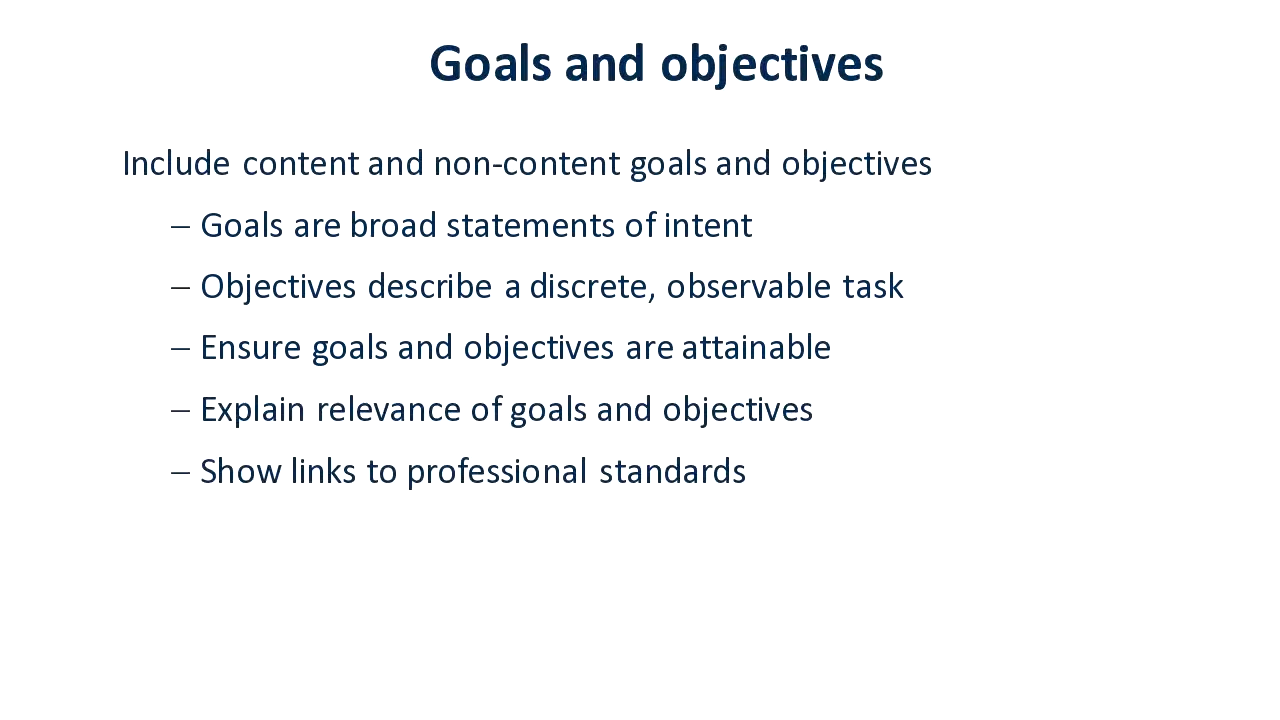 Goals and objectives
Include content and non-content goals and objectives
– Goals are broad statements of intent
– Objectives describe a discrete, observable task
– Ensure goals and objectives are attainable
– Explain relevance of goals and objectives
– Show links to professional standards